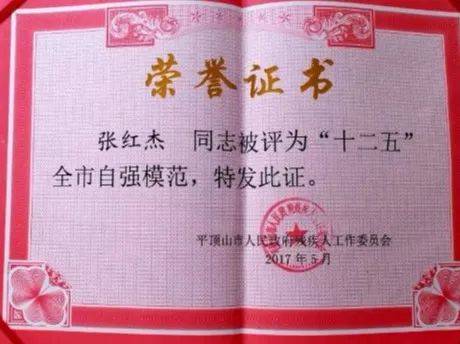 荣誉证书
张红杰 同志被评为“十二五”
全市自强模范，特发此证。
平顶山市人民政府残疾人工作委员会
2017年5月